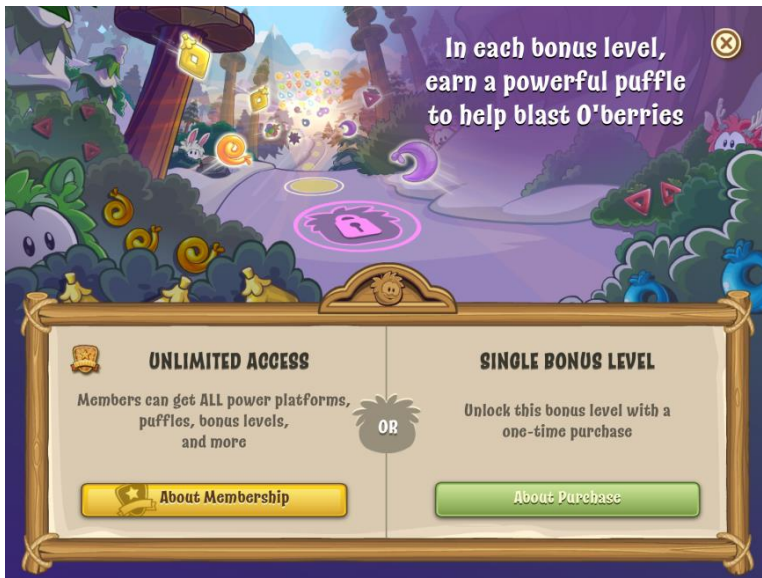 In each bonus level,
earn a powerful puffle
to help blast O'berries
UNLIMITED ACCESS
Members can get ALL power platforms,
puffles, bonus levels,
and more
About Membership
OR
SINGLE BONUS LEVEL
Unlock this bonus level with a
one-time purchase
About Purchase